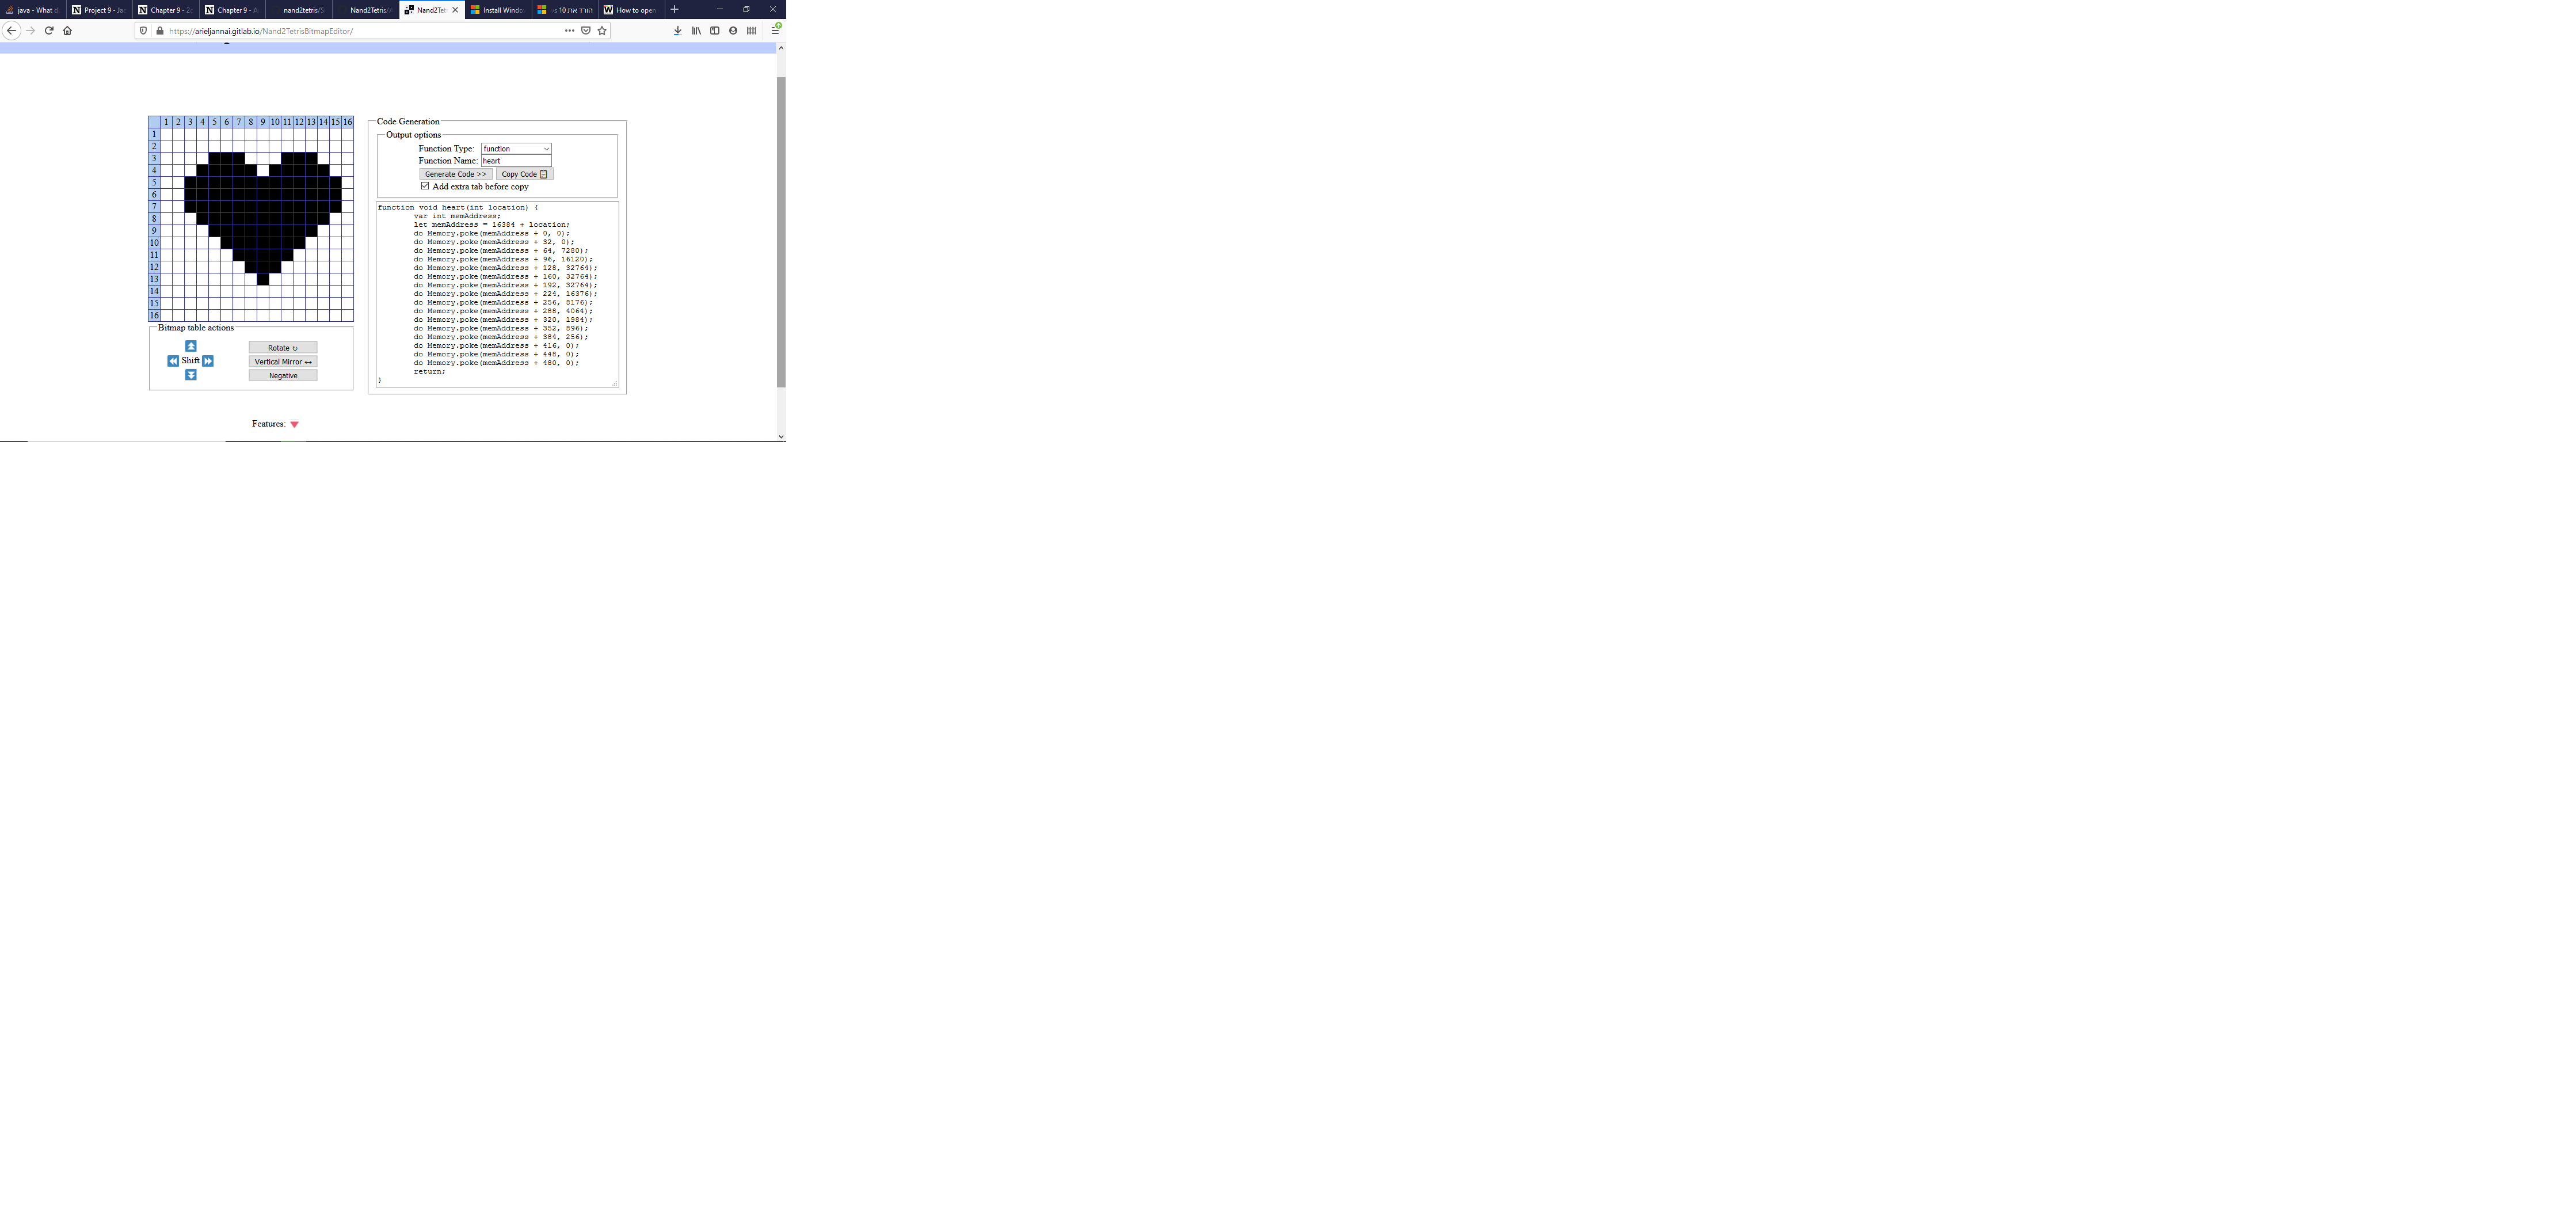 java - What d
Project 9 - Ja
Chapter 9 - 2
Chapter 9 - A
nand2tetris/S
Nand2Tetris/
Nand2Tet
Install Windo
הורד את 10
How to open
https://arieljannai.gitlab.io/Nand2TetrisBitmapEditor/
1 2 3 4 5 6 7 8 9 10 11 12 13 14 15 16
1
2
3
4
5
6
7
8
9
10
11
12
13
14
15
16
Bitmap table actions
Shift
Rotate ↻
Vertical Mirror ↔
Negative
Code Generation
Output options
Function Type: function
Function Name: heart
Generate Code >> Copy Code
Add extra tab before copy
function void heart(int location) {
var int memAddress;
let memAddress = 16384 + location;
do Memory.poke(memAddress + 0, 0);
do Memory.poke(memAddress + 32, 0);
do Memory.poke(memAddress + 64, 7280);
do Memory.poke(memAddress + 96, 16120);
do Memory.poke(memAddress + 128, 32764);
do Memory.poke(memAddress + 160, 32764);
do Memory.poke(memAddress + 192, 32764);
do Memory.poke(memAddress + 224, 16376);
do Memory.poke(memAddress + 256, 8176);
do Memory.poke(memAddress + 288, 4064);
do Memory.poke(memAddress + 320, 1984);
do Memory.poke(memAddress + 352, 896);
do Memory.poke(memAddress + 384, 256);
do Memory.poke(memAddress + 416, 0);
do Memory.poke(memAddress + 448, 0);
do Memory.poke(memAddress + 480, 0);
return;
}
Features: